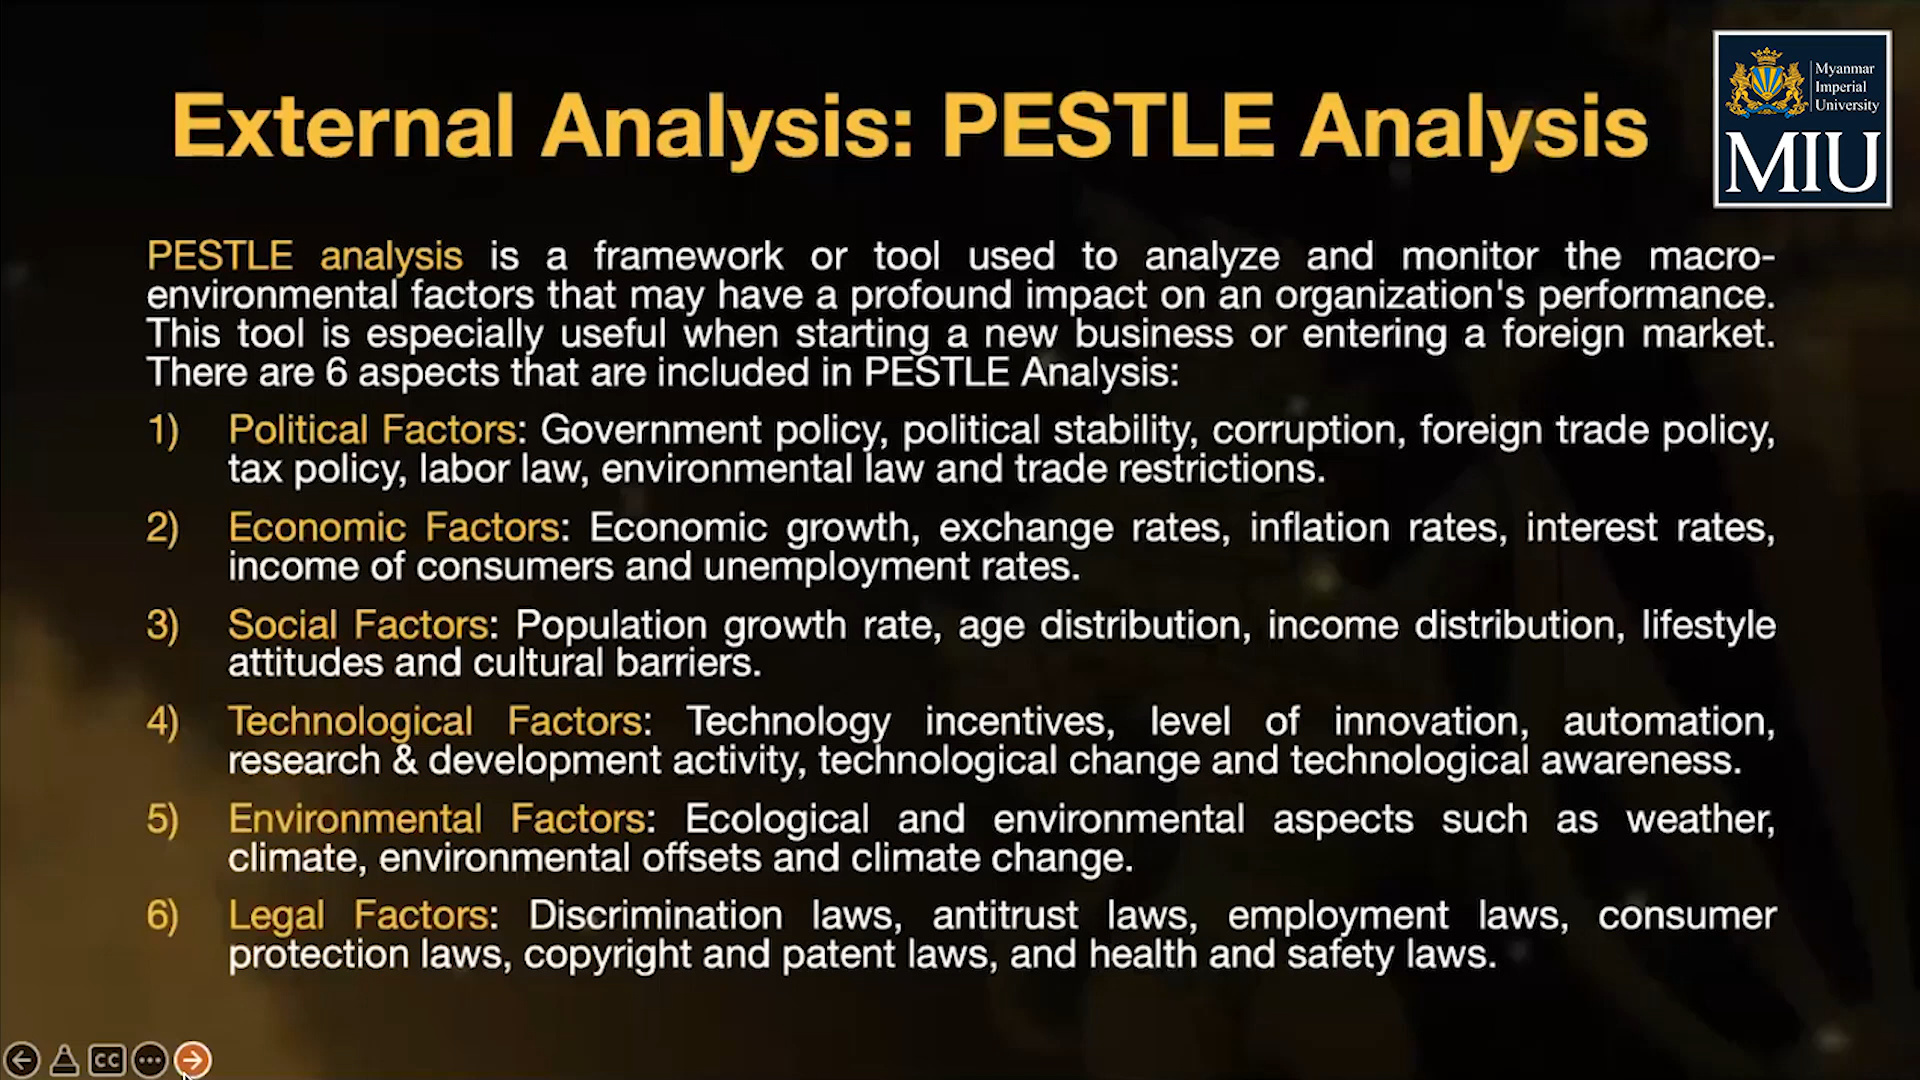 External Analysis: PESTLE Analysis
Myanmar
Imperial
University
MIU
PESTLE analysis is a framework or tool used to analyze and monitor the macro-
environmental factors that may have a profound impact on an organization's performance.
This tool is especially useful when starting a new business or entering a foreign market.
There are 6 aspects that are included in PESTLE Analysis:
1) Political Factors: Government policy, political stability, corruption, foreign trade policy,
tax policy, labor law, environmental law and trade restrictions.
2) Economic Factors: Economic growth, exchange rates, inflation rates, interest rates,
income of consumers and unemployment rates.
3) Social Factors: Population growth rate, age distribution, income distribution, lifestyle
attitudes and cultural barriers.
4) Technological Factors: Technology incentives, level of innovation, automation,
research & development activity, technological change and technological awareness.
5) Environmental Factors: Ecological and environmental aspects such as weather,
climate, environmental offsets and climate change.
6) Legal Factors: Discrimination laws, antitrust laws, employment laws, consumer
protection laws, copyright and patent laws, and health and safety laws.
CC